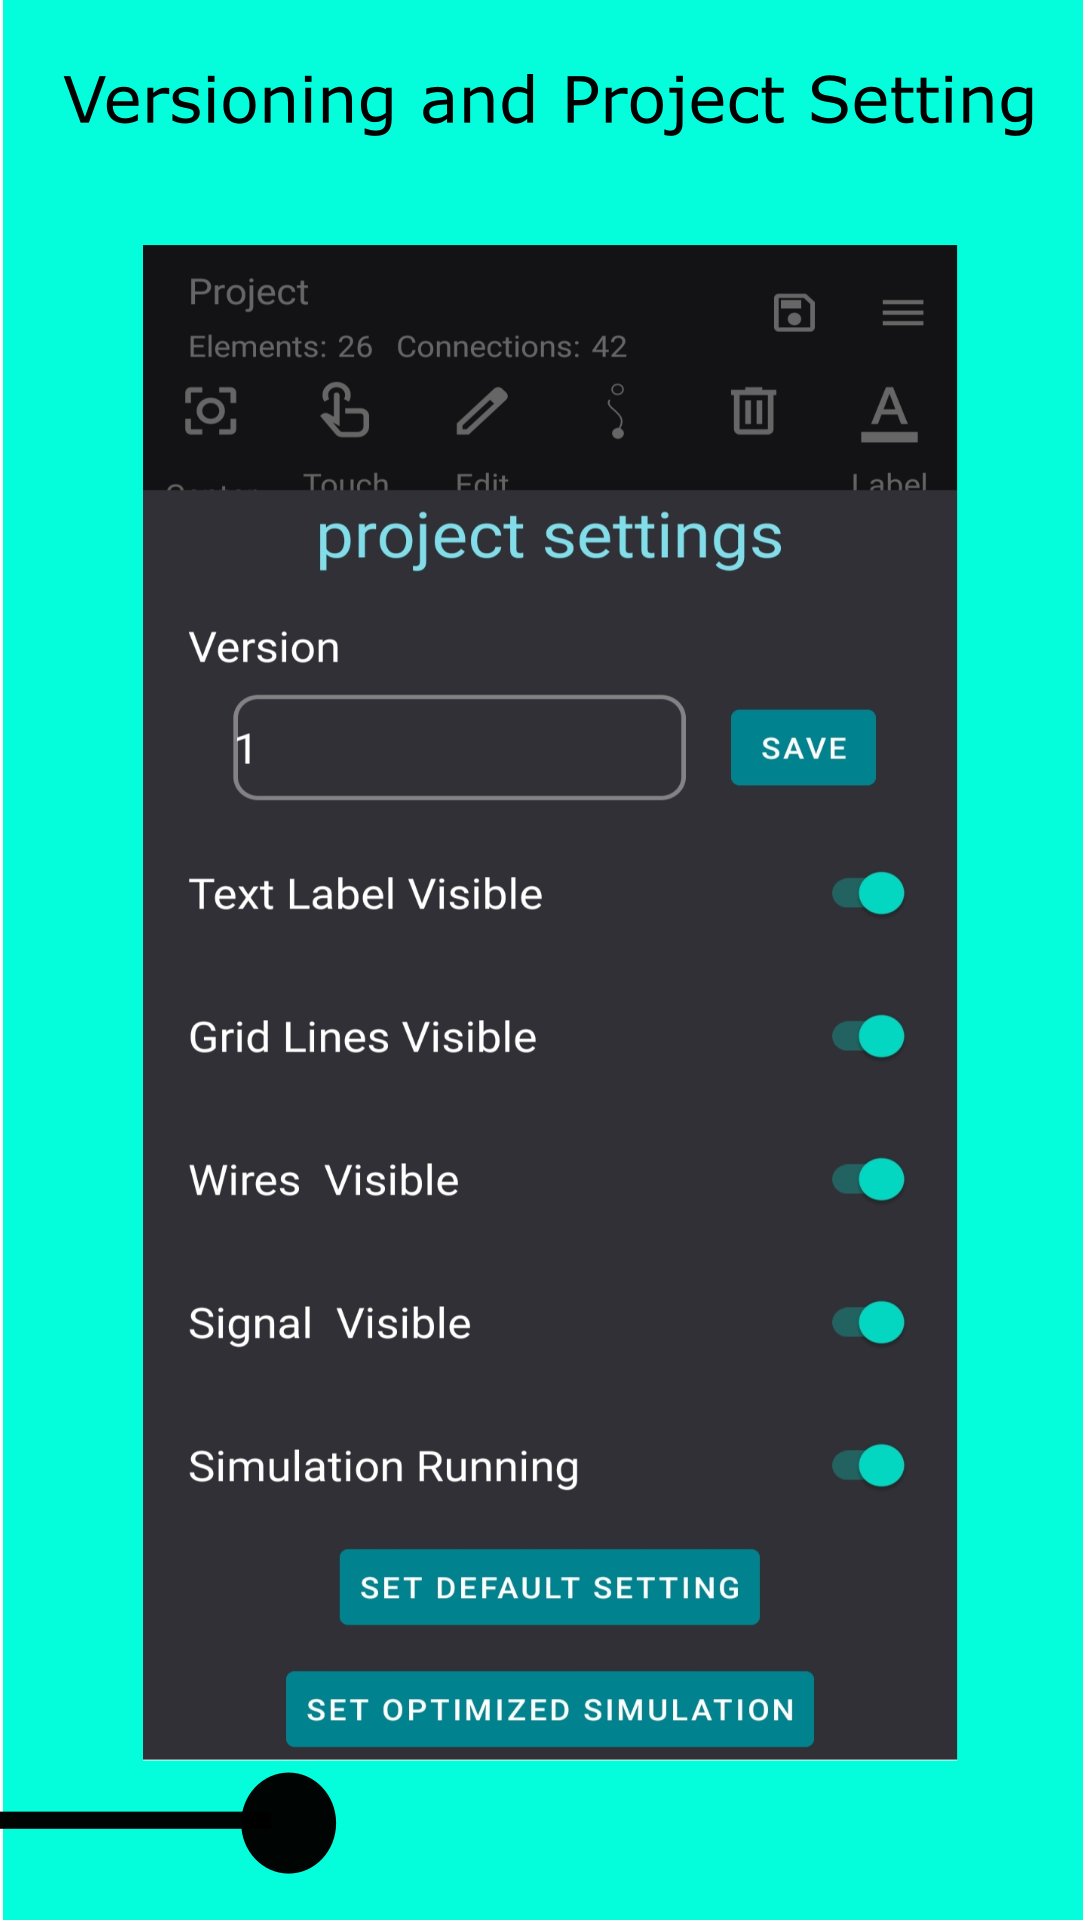 Versioning and Project Setting
Project
Elements: 26 Connections: 42
A
Touch Edit Label
project settings
Version
1 SAVE
Text Label Visible
Grid Lines Visible
Wires Visible
Signal Visible
Simulation Running
SET DEFAULT SETTING
SET OPTIMIZED SIMULATION